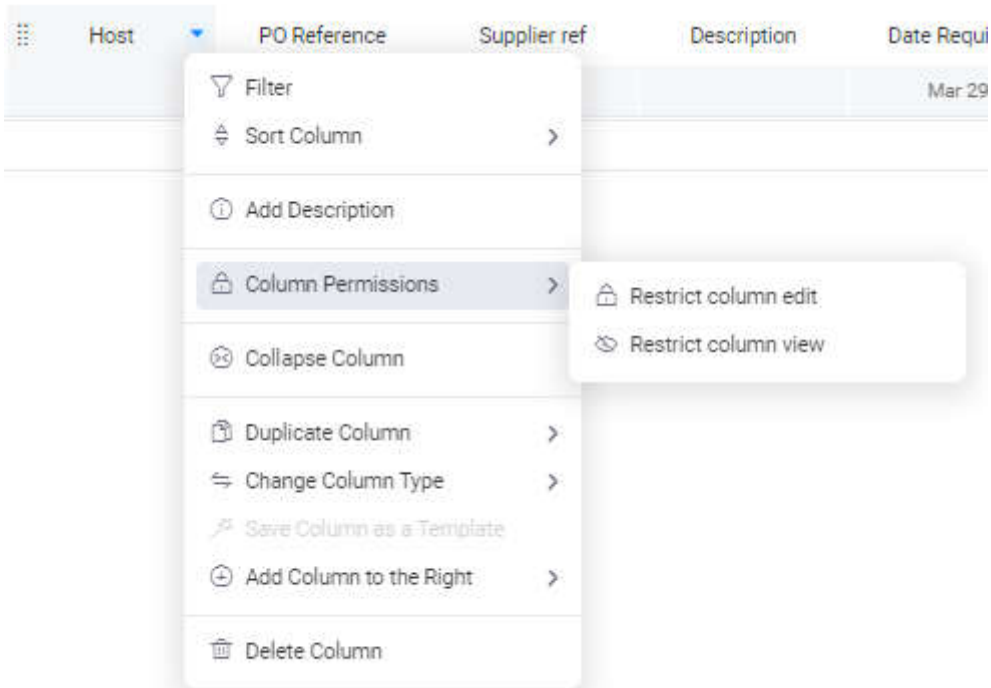 Host PO Reference Supplier ref Description Date Requi
Mar 29
Filter
Sort Column
Add Description
Column Permissions
Restrict column edit
Restrict column view
Collapse Column
Duplicate Column
Change Column Type
Save Column as a Template
Add Column to the Right
Delete Column